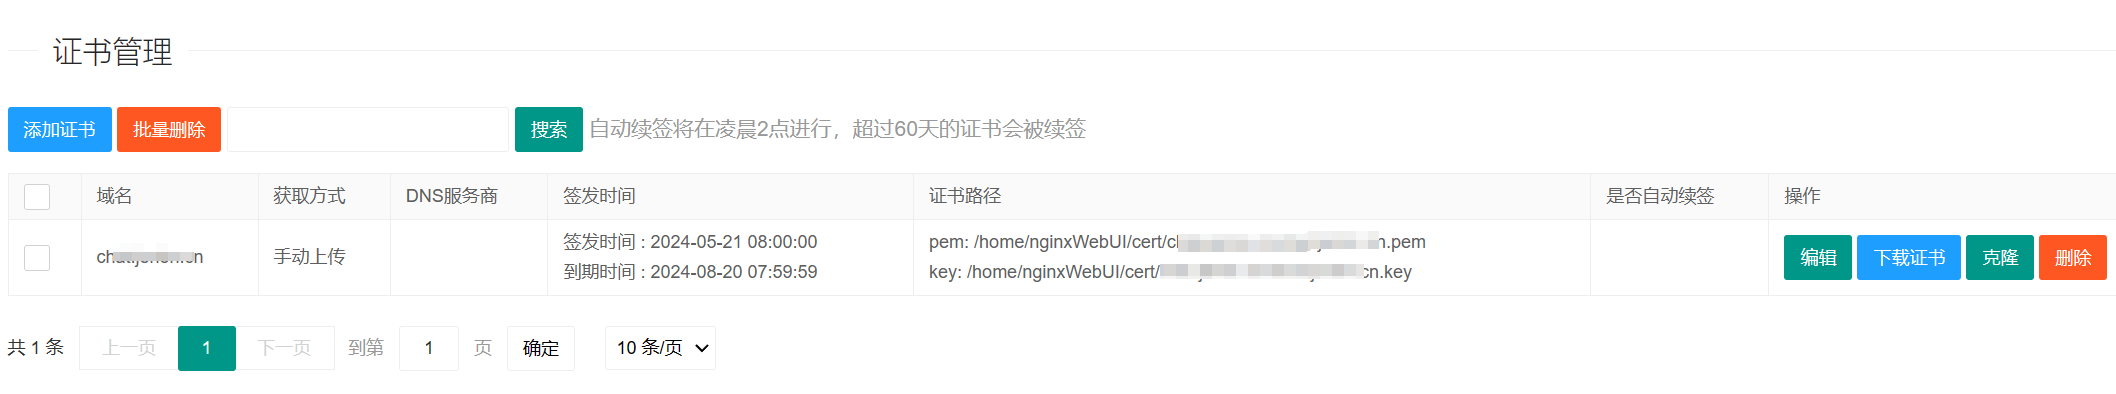 证书管理
添加证书 批量删除 搜索 自动续签将在凌晨2点进行，超过60天的证书会被续签
域名 获取方式 DNS服务商 签发时间 证书路径 是否自动续签 操作
手动上传
签发时间 : 2024-05-21 08:00:00
到期时间 : 2024-08-20 07:59:59
pem: /home/nginxWebUI/cert/ .pem
key: /home/nginxWebUI/cert/ cn.key
编辑 下载证书 克隆 删除
共 1 条 上一页 1 下一页 到第 1 页 确定 10 条/页